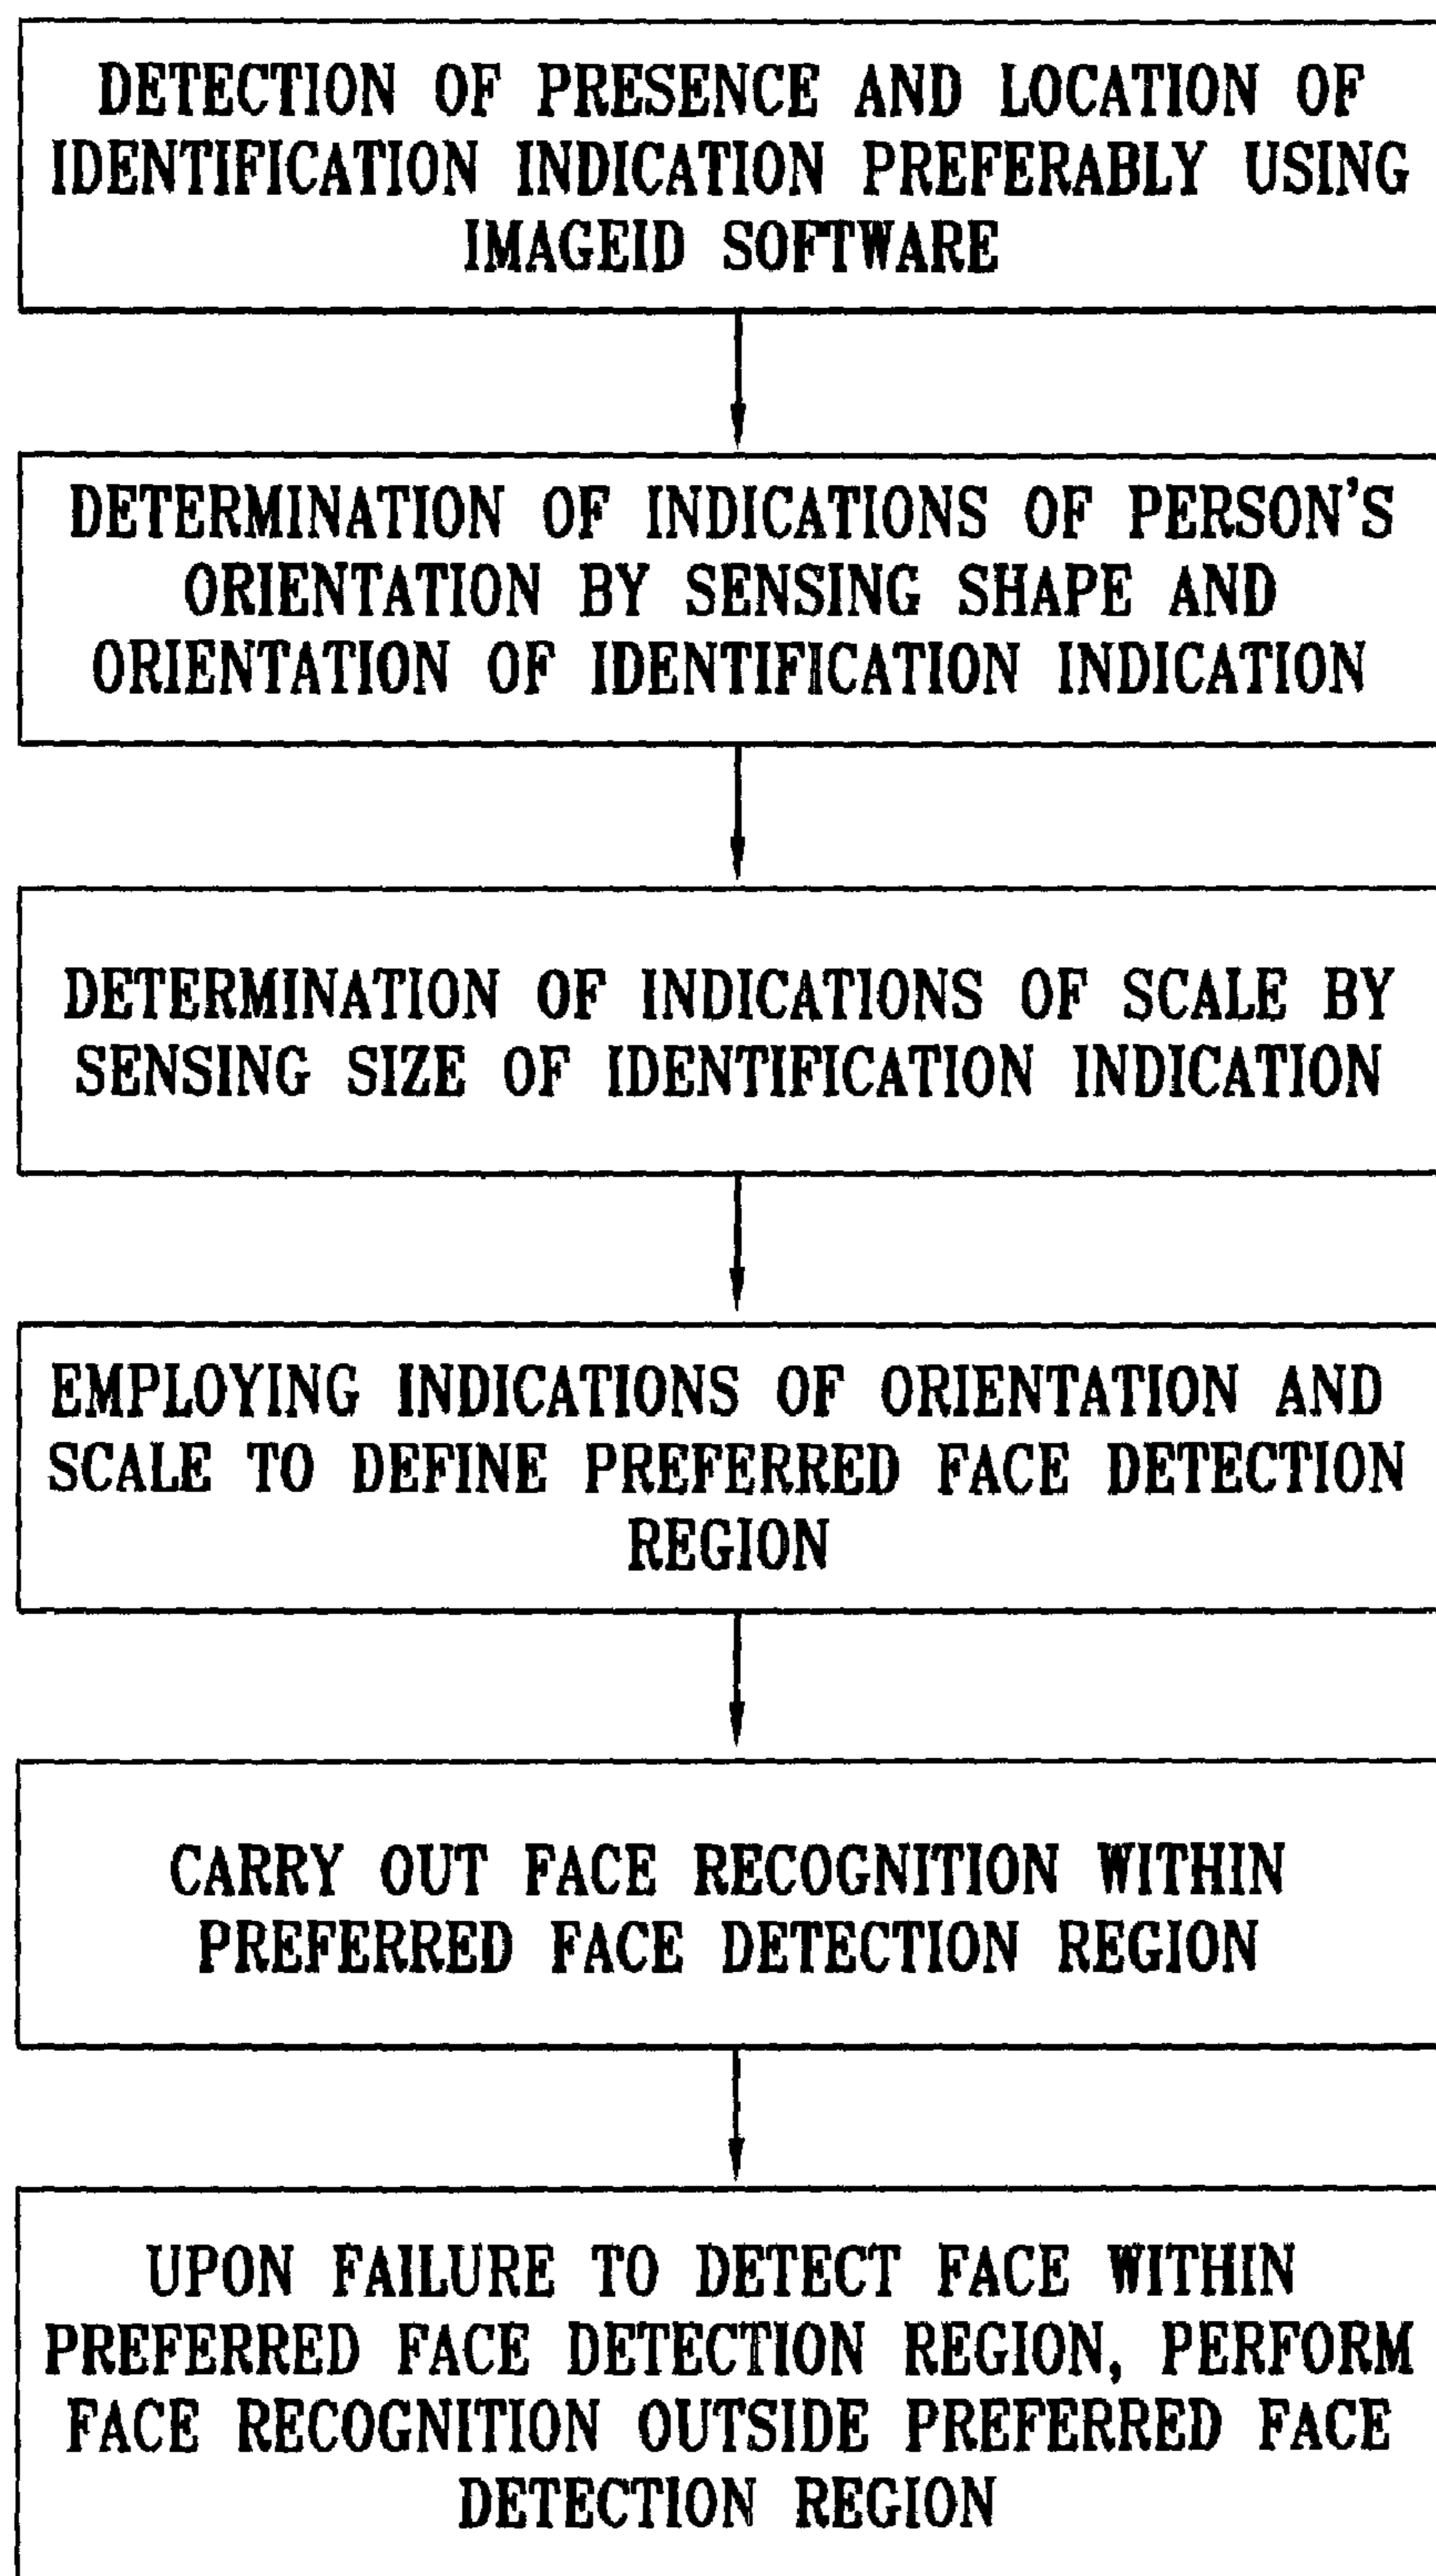 DETECTION OF PRESENCE AND LOCATION OF
IDENTIFICATION INDICATION PREFERABLY USING
IMAGEID SOFTWARE
DETERMINATION OF INDICATIONS OF PERSON'S
ORIENTATION BY SENSING SHAPE AND
ORIENTATION OF IDENTIFICATION INDICATION
DETERMINATION OF INDICATIONS OF SCALE BY
SENSING SIZE OF IDENTIFICATION INDICATION
EMPLOYING INDICATIONS OF ORIENTATION AND
SCALE TO DEFINE PREFERRED FACE DETECTION
REGION
CARRY OUT FACE RECOGNITION WITHIN
PREFERRED FACE DETECTION REGION
UPON FAILURE TO DETECT FACE WITHIN
PREFERRED FACE DETECTION REGION, PERFORM
FACE RECOGNITION OUTSIDE PREFERRED FACE
DETECTION REGION